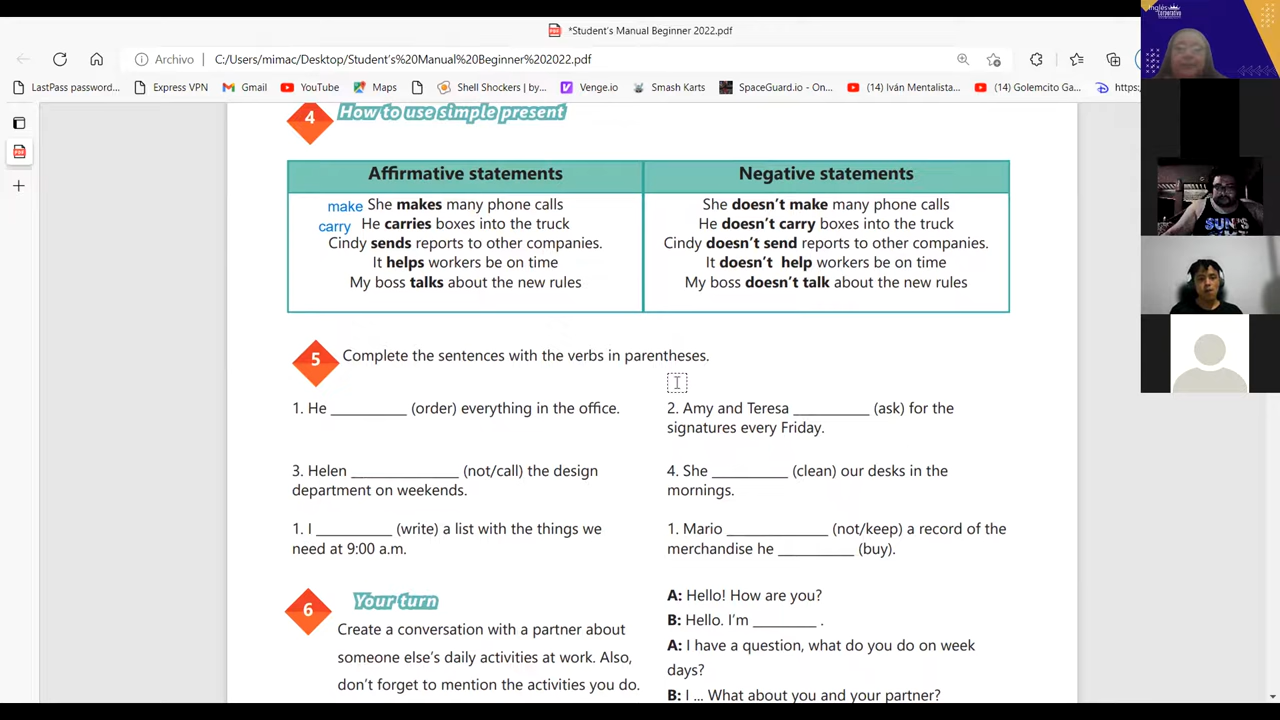 *Student's Manual Beginner 2022.pdf
Archivo
C:/Users/mimac/Desktop/Student's%20Manual%20Beginner%202022.pdf
LastPass password...
Express VPN
Gmail
YouTube
Maps
Shell Shockers | by...
Venge.io
Smash Karts
SpaceGuard.io - On...
(14) Iván Mentalista...
(14) Golemcito Ga...
https:
Inglés
corporativo
4
How to use simple present
Affirmative statements
Negative statements
make She makes many phone calls
carry He carries boxes into the truck
Cindy sends reports to other companies.
It helps workers be on time
My boss talks about the new rules
She doesn't make many phone calls
He doesn't carry boxes into the truck
Cindy doesn't send reports to other companies.
It doesn't help workers be on time
My boss doesn't talk about the new rules
5
Complete the sentences with the verbs in parentheses.
1. He __________ (order) everything in the office.
2. Amy and Teresa __________ (ask) for the
signatures every Friday.
3. Helen ______________ (not/call) the design
department on weekends.
4. She __________ (clean) our desks in the
mornings.
1. I __________ (write) a list with the things we
need at 9:00 a.m.
1. Mario _____________ (not/keep) a record of the
merchandise he __________ (buy).
6
Your turn
Create a conversation with a partner about
someone else's daily activities at work. Also,
don't forget to mention the activities you do.
A: Hello! How are you?
B: Hello. I'm ________ .
A: I have a question, what do you do on week
days?
B: I ... What about you and your partner?
SUN'S